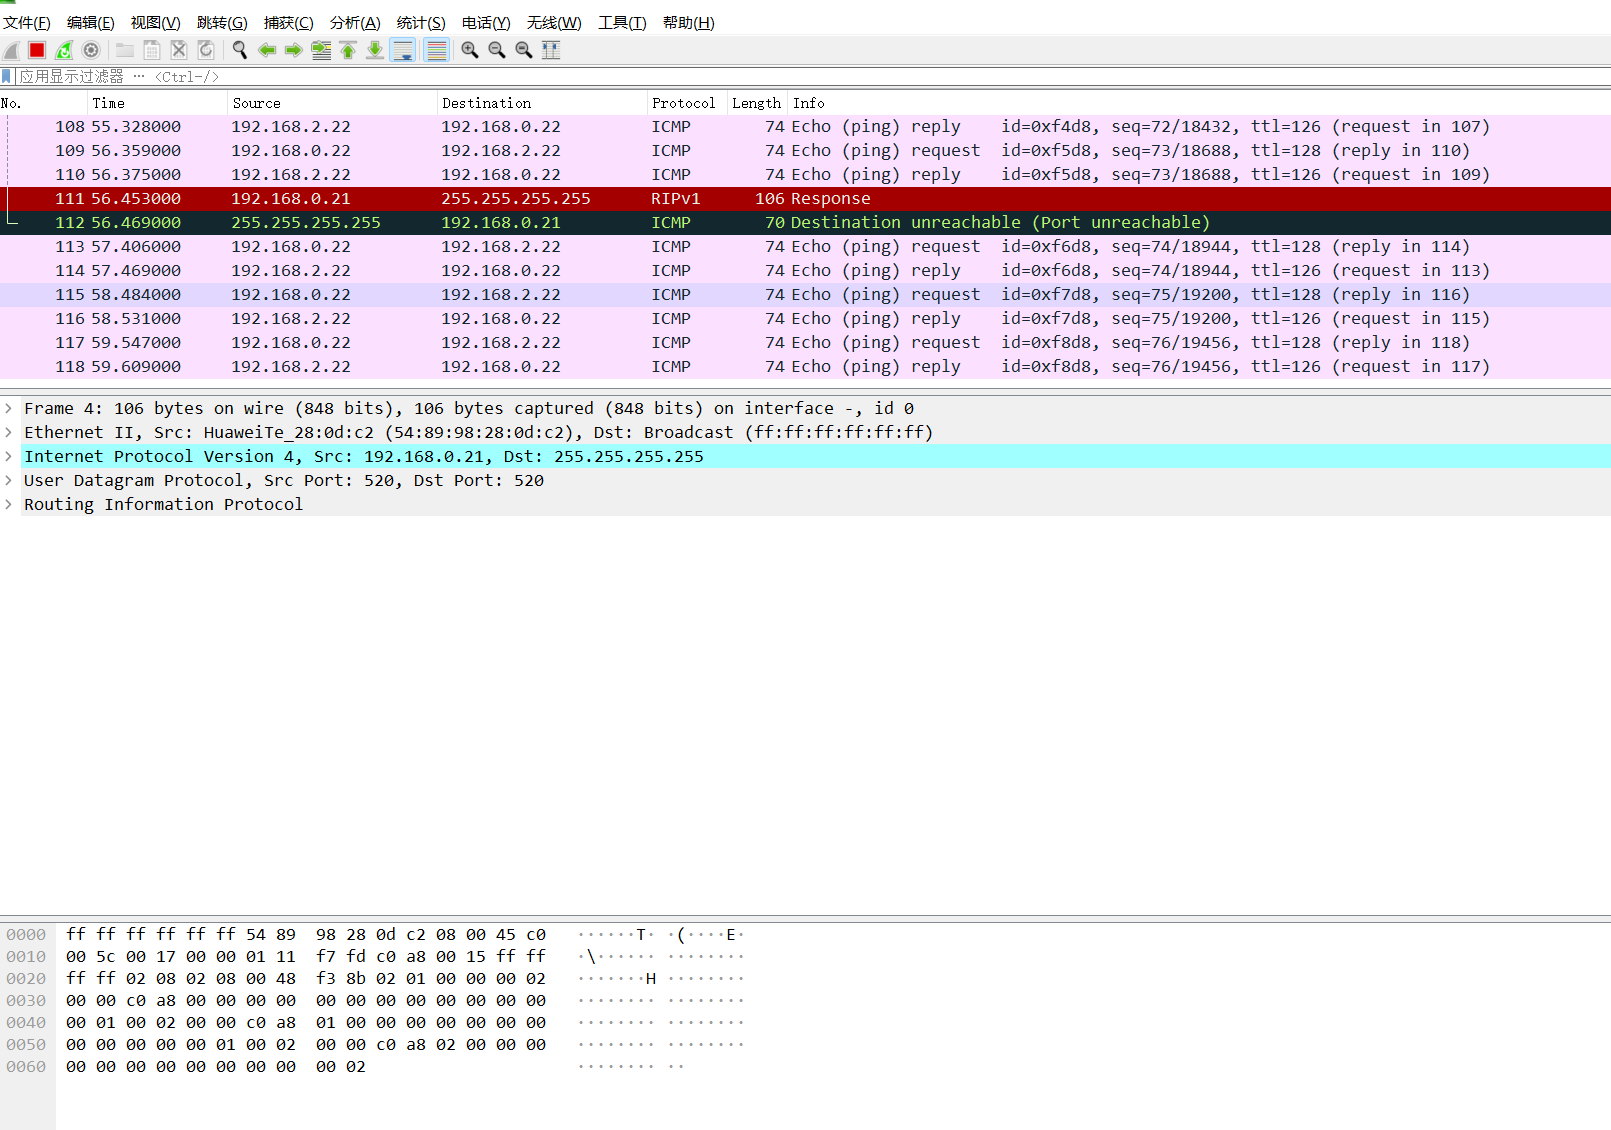 文件(F) 编辑(E) 视图(V) 跳转(G) 捕获(C) 分析(A) 统计(S) 电话(Y) 无线(W) 工具(T) 帮助(H)
应用显示过滤器 … <Ctrl-/>
No. Time Source Destination Protocol Length Info
108 55.328000 192.168.2.22 192.168.0.22 ICMP 74 Echo (ping) reply id=0xf4d8, seq=72/18432, ttl=126 (request in 107)
109 56.359000 192.168.0.22 192.168.2.22 ICMP 74 Echo (ping) request id=0xf5d8, seq=73/18688, ttl=128 (reply in 110)
110 56.375000 192.168.2.22 192.168.0.22 ICMP 74 Echo (ping) reply id=0xf5d8, seq=73/18688, ttl=126 (request in 109)
111 56.453000 192.168.0.21 255.255.255.255 RIPv1 106 Response
112 56.469000 255.255.255.255 192.168.0.21 ICMP 70 Destination unreachable (Port unreachable)
113 57.406000 192.168.0.22 192.168.2.22 ICMP 74 Echo (ping) request id=0xf6d8, seq=74/18944, ttl=128 (reply in 114)
114 57.469000 192.168.2.22 192.168.0.22 ICMP 74 Echo (ping) reply id=0xf6d8, seq=74/18944, ttl=126 (request in 113)
115 58.484000 192.168.0.22 192.168.2.22 ICMP 74 Echo (ping) request id=0xf7d8, seq=75/19200, ttl=128 (reply in 116)
116 58.531000 192.168.2.22 192.168.0.22 ICMP 74 Echo (ping) reply id=0xf7d8, seq=75/19200, ttl=126 (request in 115)
117 59.547000 192.168.0.22 192.168.2.22 ICMP 74 Echo (ping) request id=0xf8d8, seq=76/19456, ttl=128 (reply in 118)
118 59.609000 192.168.2.22 192.168.0.22 ICMP 74 Echo (ping) reply id=0xf8d8, seq=76/19456, ttl=126 (request in 117)
Frame 4: 106 bytes on wire (848 bits), 106 bytes captured (848 bits) on interface -, id 0
Ethernet II, Src: HuaweiTe_28:0d:c2 (54:89:98:28:0d:c2), Dst: Broadcast (ff:ff:ff:ff:ff:ff)
Internet Protocol Version 4, Src: 192.168.0.21, Dst: 255.255.255.255
User Datagram Protocol, Src Port: 520, Dst Port: 520
Routing Information Protocol
0000 ff ff ff ff ff ff 54 89 98 28 0d c2 08 00 45 c0 ······T· ·(····E·
0010 00 5c 00 17 00 00 01 11 f7 fd c0 a8 00 15 ff ff ·\······ ········
0020 ff ff 02 08 02 08 00 48 f3 8b 02 01 00 00 00 02 ·······H ········
0030 00 00 c0 a8 00 00 00 00 00 00 00 00 00 00 00 00 ········ ········
0040 00 01 00 02 00 00 c0 a8 01 00 00 00 00 00 00 00 ········ ········
0050 00 00 00 00 00 01 00 02 00 00 c0 a8 02 00 00 00 ········ ········
0060 00 00 00 00 00 00 00 00 00 02 ········ ··